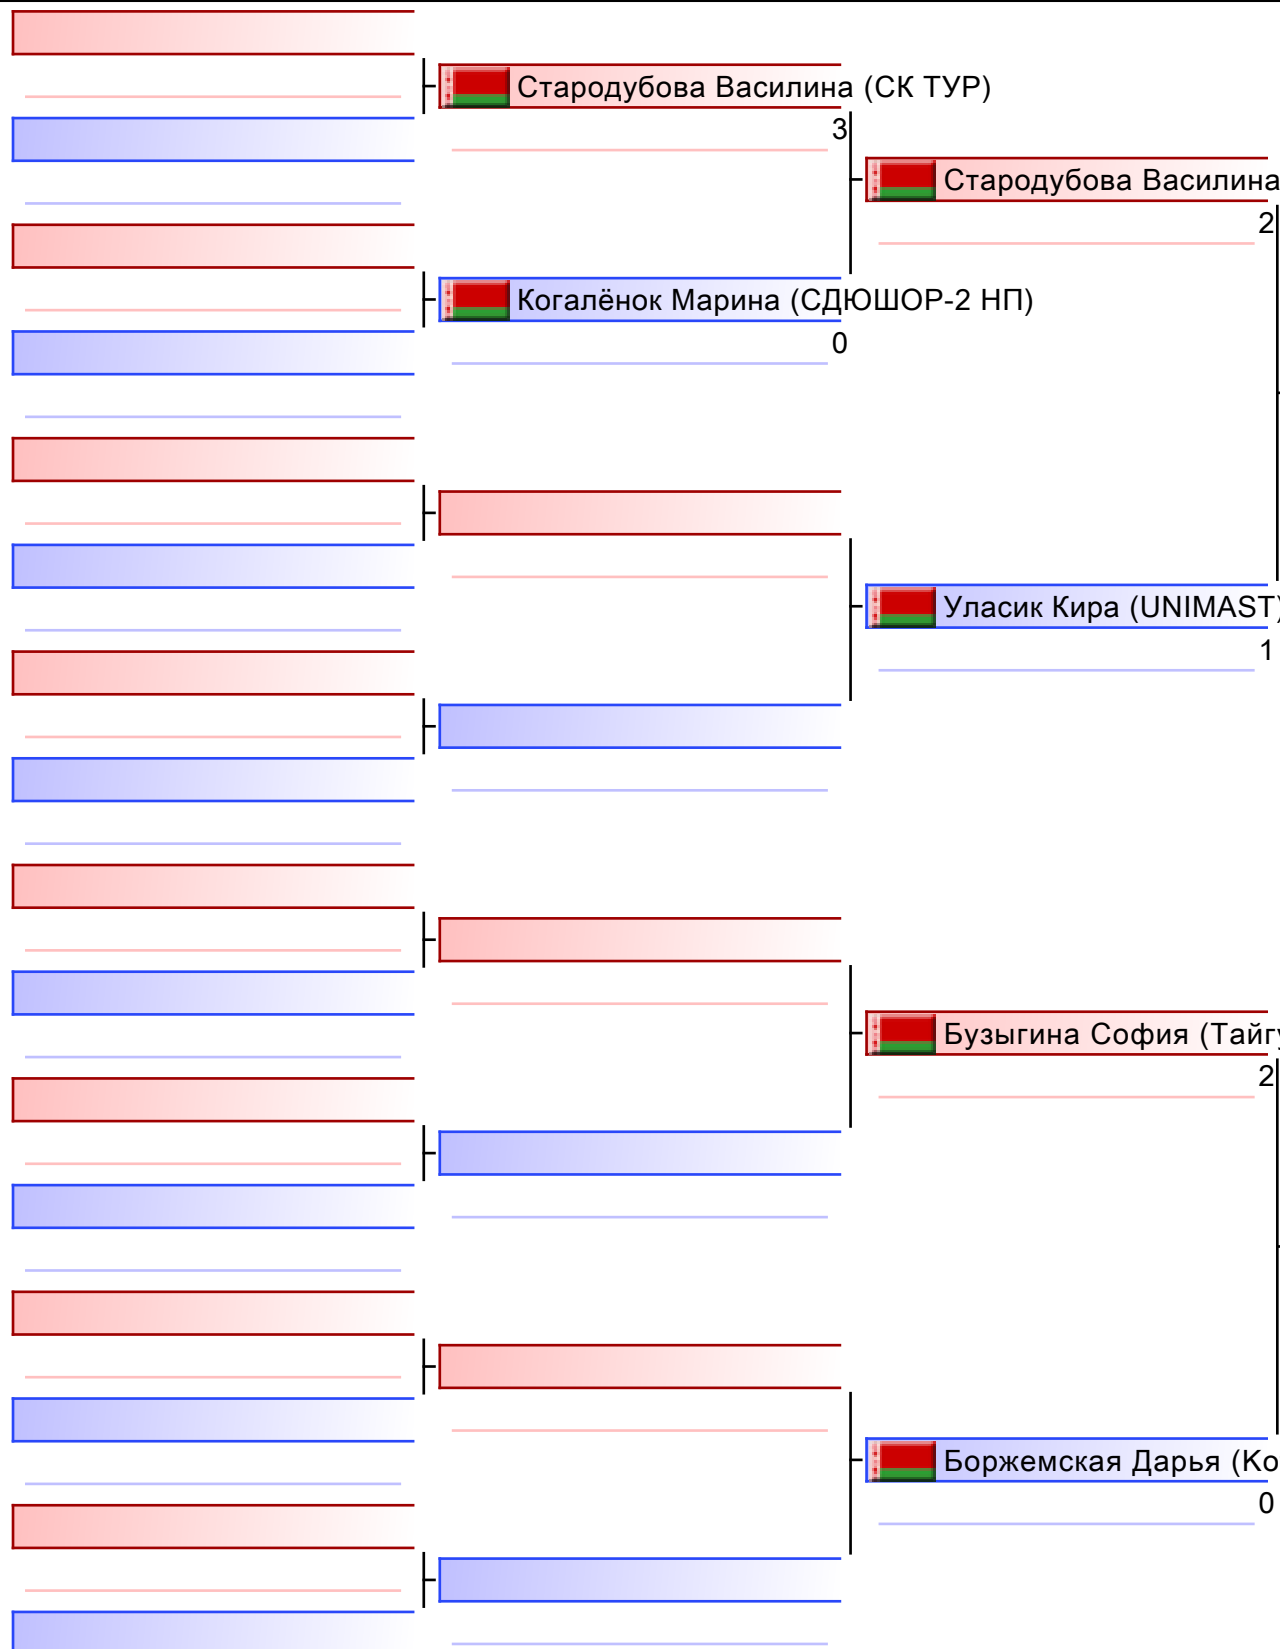 Стародубова Василина (СК ТУР)
3
Стародубова Василина
2
Когалёнок Марина (СДЮШОР-2 НП)
0
Уласик Кира (UNIMAST)
1
Бузыгина София (Тайгу
2
Боржемская Дарья (Ко
0